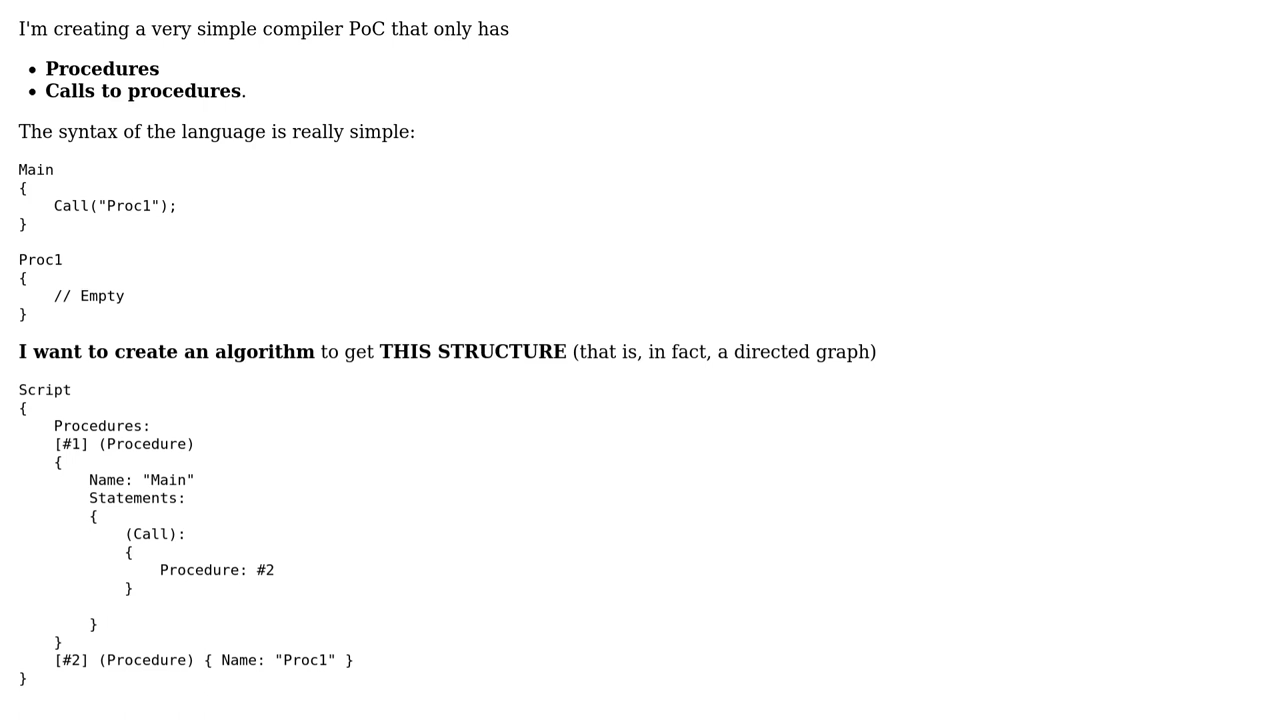 I'm creating a very simple compiler PoC that only has
• Procedures
• Calls to procedures.
The syntax of the language is really simple:
Main
{
    Call("Proc1");
}
Proc1
{
    // Empty
}
I want to create an algorithm to get THIS STRUCTURE (that is, in fact, a directed graph)
Script
{
    Procedures:
    [#1] (Procedure)
    {
        Name: "Main"
        Statements:
        {
            (Call):
            {
                Procedure: #2
            }
        }
    }
    [#2] (Procedure) { Name: "Proc1" }
}